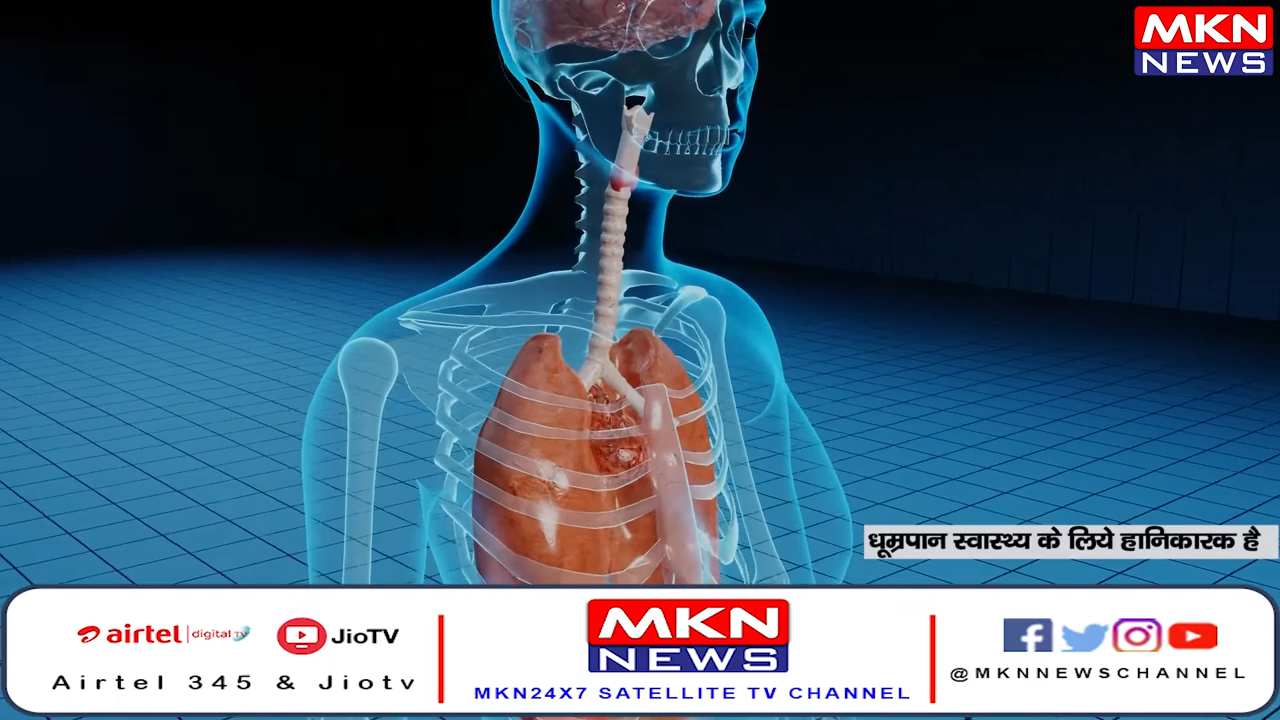 MKN
NEWS
धूम्रपान स्वास्थ्य के लिये हानिकारक है
airtel digital TV
JioTV
Airtel 345 & Jiotv
MKN
NEWS
MKN24X7 SATELLITE TV CHANNEL
@MKNNEWSCHANNEL